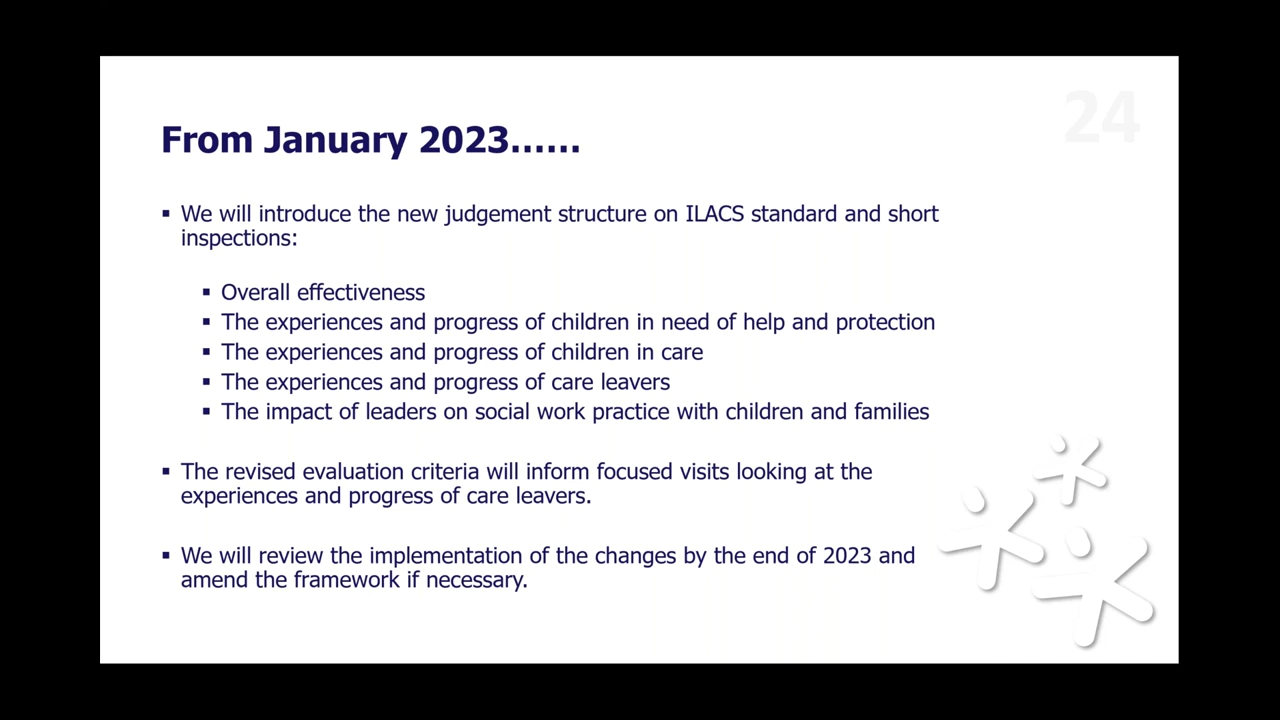 24
From January 2023......
▪ We will introduce the new judgement structure on ILACS standard and short
inspections:
▪ Overall effectiveness
▪ The experiences and progress of children in need of help and protection
▪ The experiences and progress of children in care
▪ The experiences and progress of care leavers
▪ The impact of leaders on social work practice with children and families
▪ The revised evaluation criteria will inform focused visits looking at the
experiences and progress of care leavers.
▪ We will review the implementation of the changes by the end of 2023 and
amend the framework if necessary.